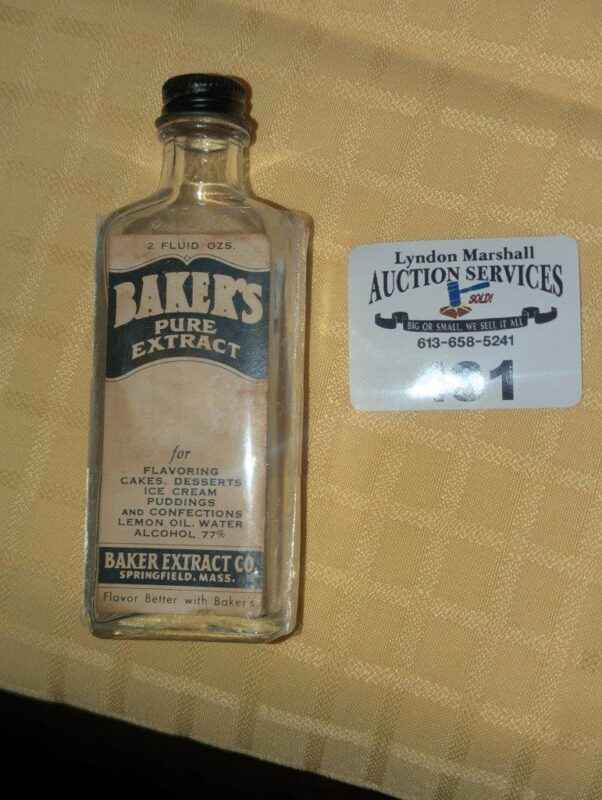 2 FLUID OZS.
BAKER'S
PURE
EXTRACT
for
FLAVORING
CAKES, DESSERTS
ICE CREAM
PUDDINGS
AND CONFECTIONS
LEMON OIL, WATER
ALCOHOL 77%
BAKER EXTRACT CO.
SPRINGFIELD, MASS.
Flavor Better with Baker's
Lyndon Marshall
AUCTION SERVICES
SOLD!
BIG OR SMALL, WE SELL IT ALL
613-658-5241